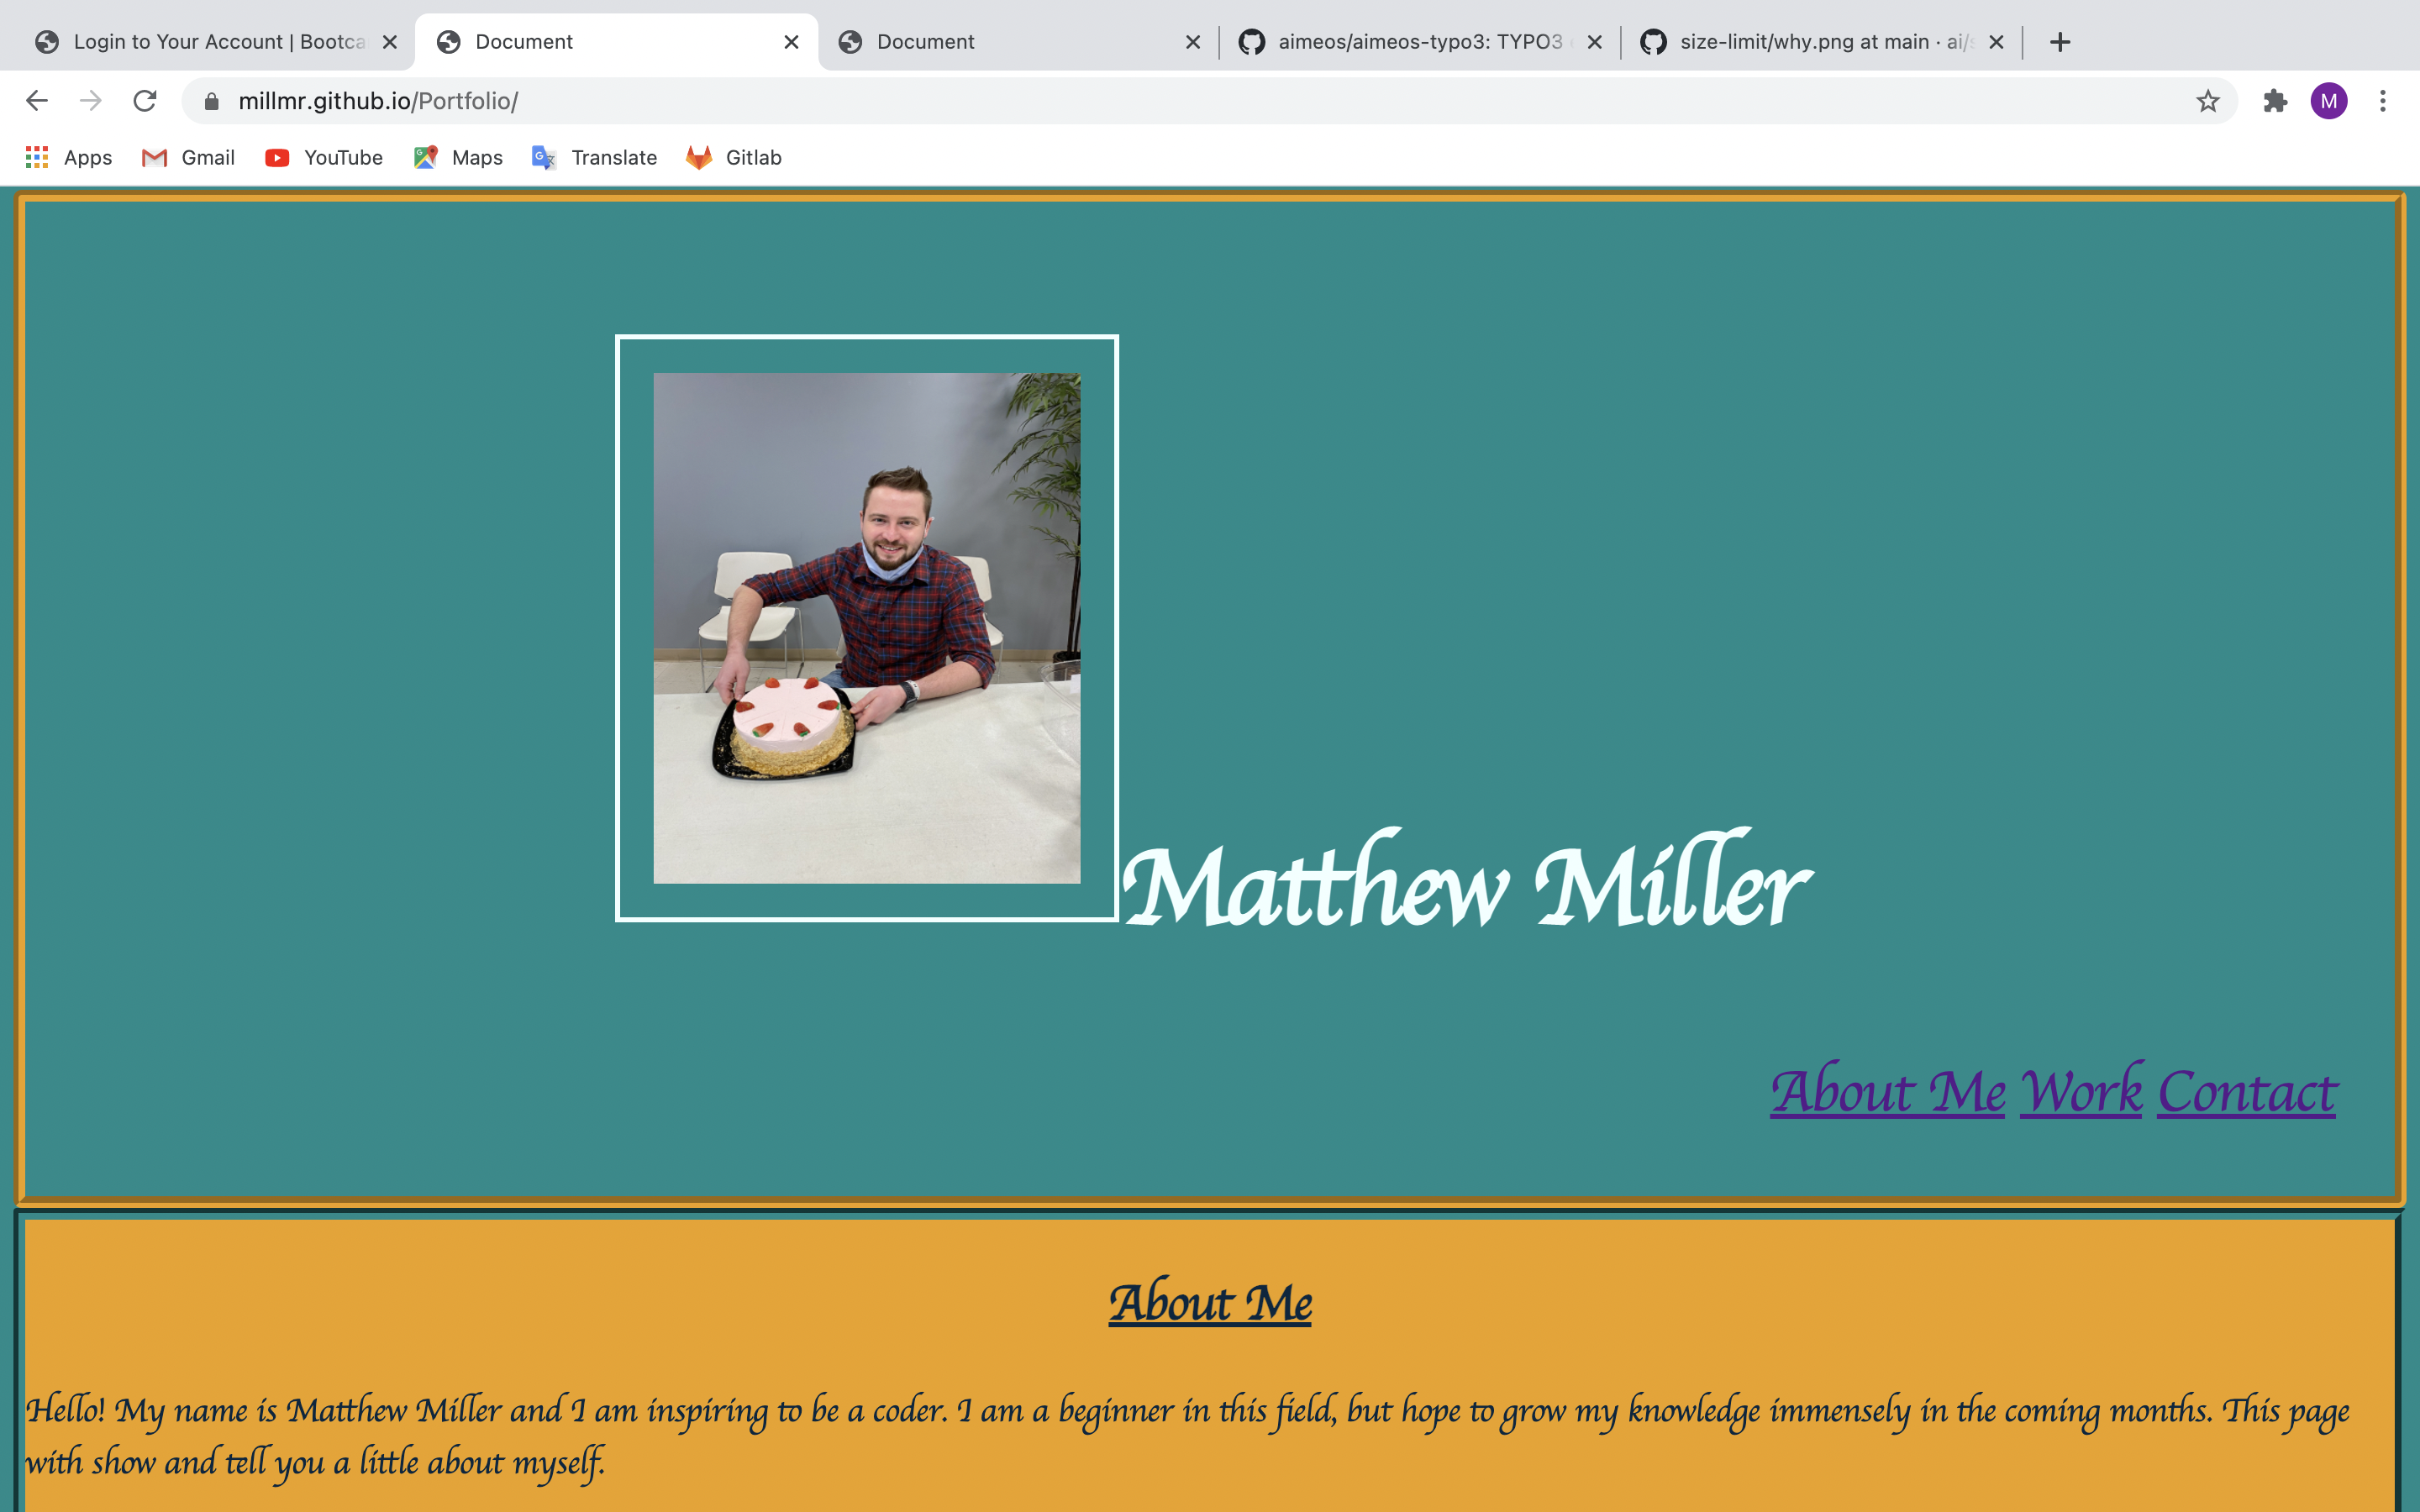 Login to Your Account | Bootca
Document
Document
aimeos/aimeos-typo3: TYPO3
size-limit/why.png at main · ai/s
millmr.github.io/Portfolio/
M
Apps
Gmail
YouTube
Maps
Translate
Gitlab
Matthew Miller
About Me Work Contact
About Me
Hello! My name is Matthew Miller and I am inspiring to be a coder. I am a beginner in this field, but hope to grow my knowledge immensely in the coming months. This page
with show and tell you a little about myself.